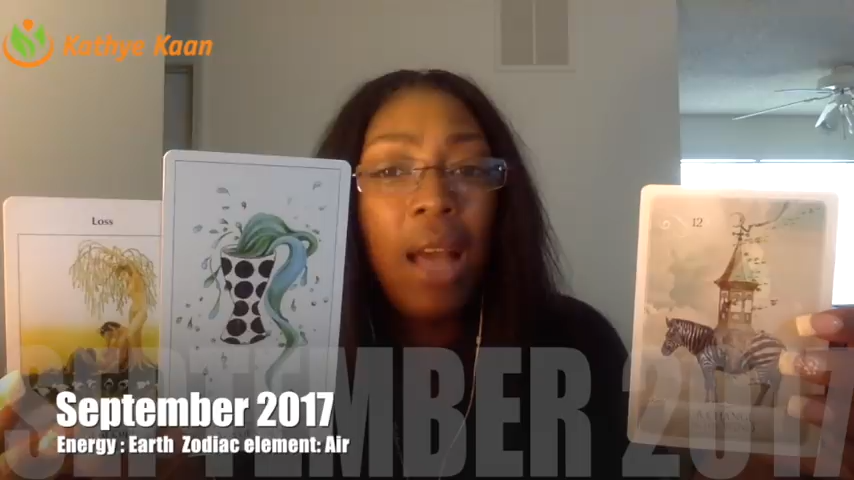 Kathye Kaan
Loss
12
September 2017
Energy : Earth Zodiac element: Air
SEPTEMBER 2017